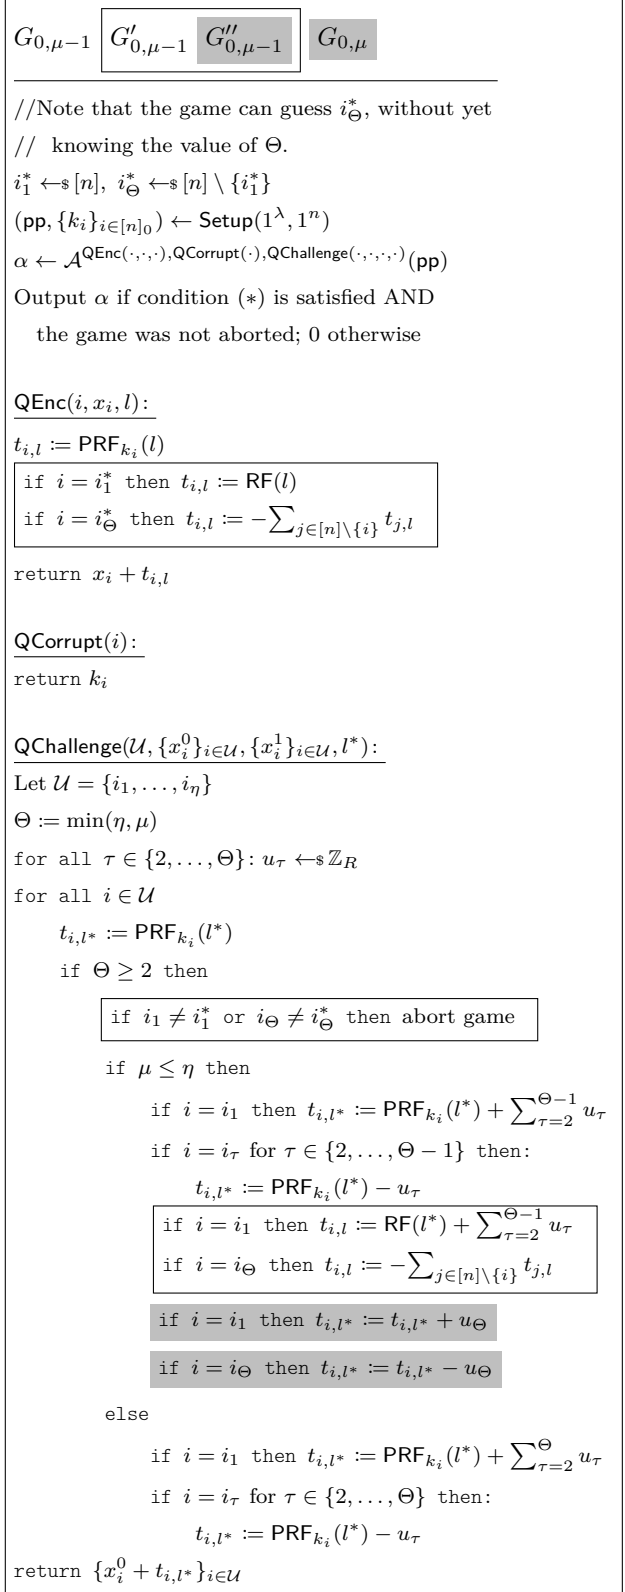 G_{0,μ−1} G′_{0,μ−1} G″_{0,μ−1} G_{0,μ}
//Note that the game can guess i*_Θ, without yet
// knowing the value of Θ.
i*_1 ←$ [n], i*_Θ ←$ [n] \ {i*_1}
(pp, {k_i}_{i∈[n]_0}) ← Setup(1^λ, 1^n)
α ← A^{QEnc(·,·,·),QCorrupt(·),QChallenge(·,·,·,·)}(pp)
Output α if condition (∗) is satisfied AND
the game was not aborted; 0 otherwise
QEnc(i, x_i, l):
t_{i,l} := PRF_{k_i}(l)
if i = i*_1 then t_{i,l} := RF(l)
if i = i*_Θ then t_{i,l} := −∑_{j∈[n]\{i}} t_{j,l}
return x_i + t_{i,l}
QCorrupt(i):
return k_i
QChallenge(U, {x_i^0}_{i∈U}, {x_i^1}_{i∈U}, l*):
Let U = {i_1, . . . , i_η}
Θ := min(η, μ)
for all τ ∈ {2, . . . , Θ}: u_τ ←$ ℤ_R
for all i ∈ U
t_{i,l*} := PRF_{k_i}(l*)
if Θ ≥ 2 then
if i_1 ≠ i*_1 or i_Θ ≠ i*_Θ then abort game
if μ ≤ η then
if i = i_1 then t_{i,l*} := PRF_{k_i}(l*) + ∑_{τ=2}^{Θ−1} u_τ
if i = i_τ for τ ∈ {2, . . . , Θ − 1} then:
t_{i,l*} := PRF_{k_i}(l*) − u_τ
if i = i_1 then t_{i,l} := RF(l*) + ∑_{τ=2}^{Θ−1} u_τ
if i = i_Θ then t_{i,l} := −∑_{j∈[n]\{i}} t_{j,l}
if i = i_1 then t_{i,l*} := t_{i,l*} + u_Θ
if i = i_Θ then t_{i,l*} := t_{i,l*} − u_Θ
else
if i = i_1 then t_{i,l*} := PRF_{k_i}(l*) + ∑_{τ=2}^{Θ} u_τ
if i = i_τ for τ ∈ {2, . . . , Θ} then:
t_{i,l*} := PRF_{k_i}(l*) − u_τ
return {x_i^0 + t_{i,l*}}_{i∈U}